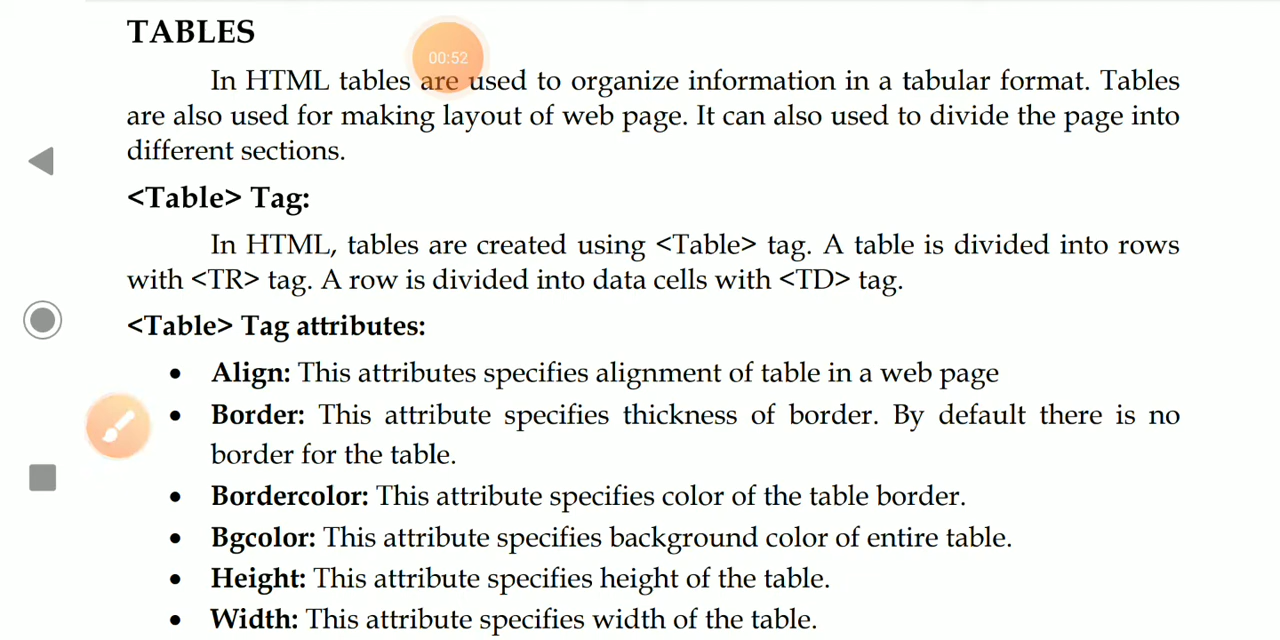 TABLES
00:52
In HTML tables are used to organize information in a tabular format. Tables
are also used for making layout of web page. It can also used to divide the page into
different sections.
<Table> Tag:
In HTML, tables are created using <Table> tag. A table is divided into rows
with <TR> tag. A row is divided into data cells with <TD> tag.
<Table> Tag attributes:
• Align: This attributes specifies alignment of table in a web page
• Border: This attribute specifies thickness of border. By default there is no
border for the table.
• Bordercolor: This attribute specifies color of the table border.
• Bgcolor: This attribute specifies background color of entire table.
• Height: This attribute specifies height of the table.
• Width: This attribute specifies width of the table.